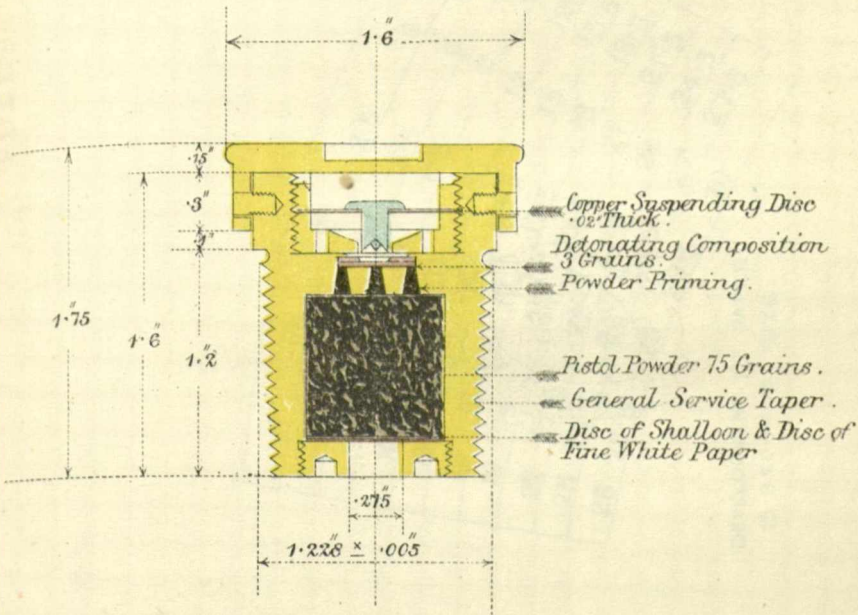 1·6"
·15"
·3"
·1"
1·75"
1·6"
1·2"
Copper Suspending Disc
·02" Thick.
Detonating Composition
3 Grains.
Powder Priming.
Pistol Powder 75 Grains.
General Service Taper.
Disc of Shalloon & Disc of
Fine White Paper
·275"
1·228" ± ·005"